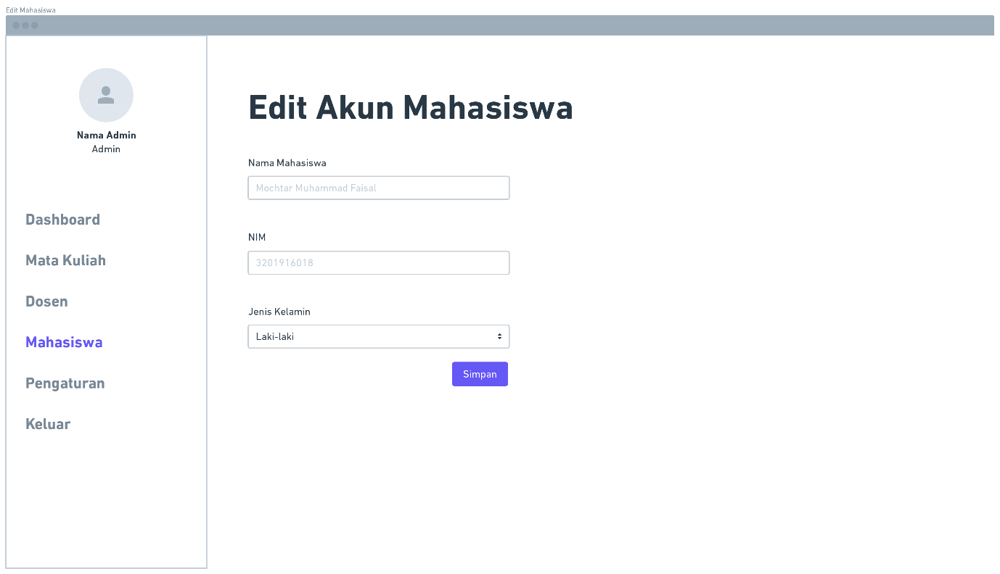 Edit Mahasiswa
Nama Admin
Admin
Dashboard
Mata Kuliah
Dosen
Mahasiswa
Pengaturan
Keluar
Edit Akun Mahasiswa
Nama Mahasiswa
Mochtar Muhammad Faisal
NIM
3201916018
Jenis Kelamin
Laki-laki
Simpan